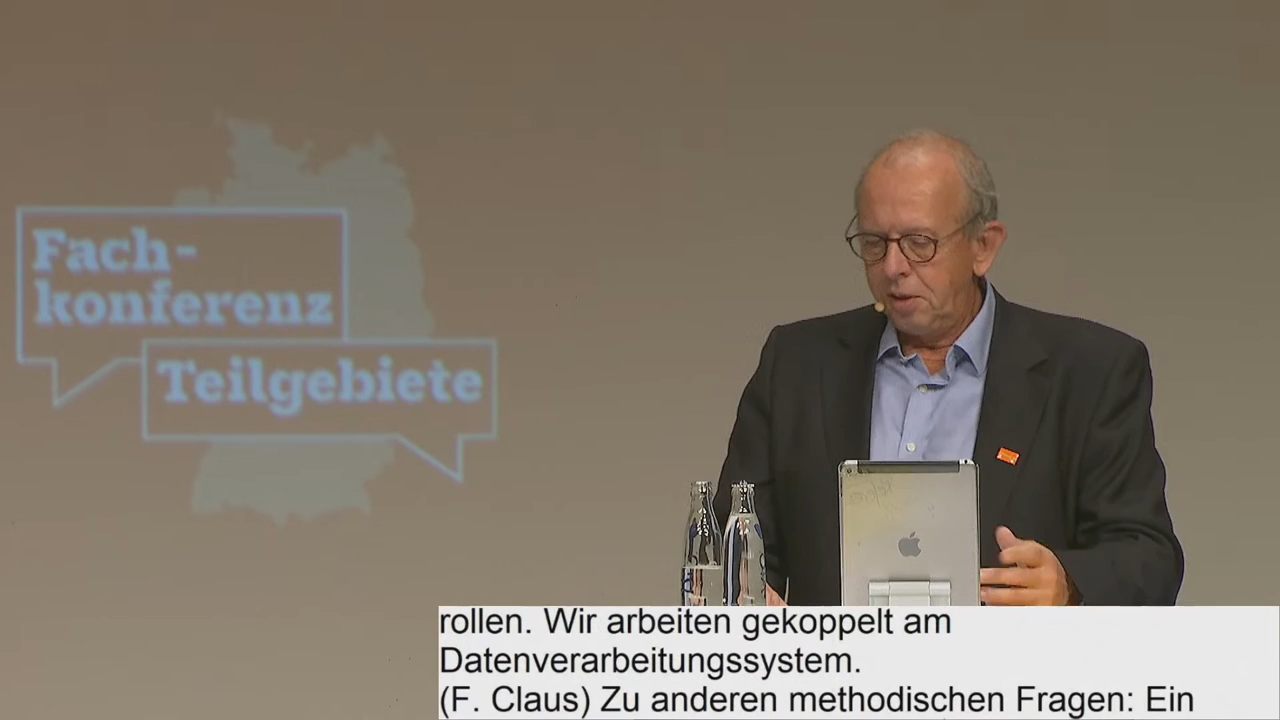 Fach-
konferenz
Teilgebiete
rollen. Wir arbeiten gekoppelt am
Datenverarbeitungssystem.
(F. Claus) Zu anderen methodischen Fragen: Ein